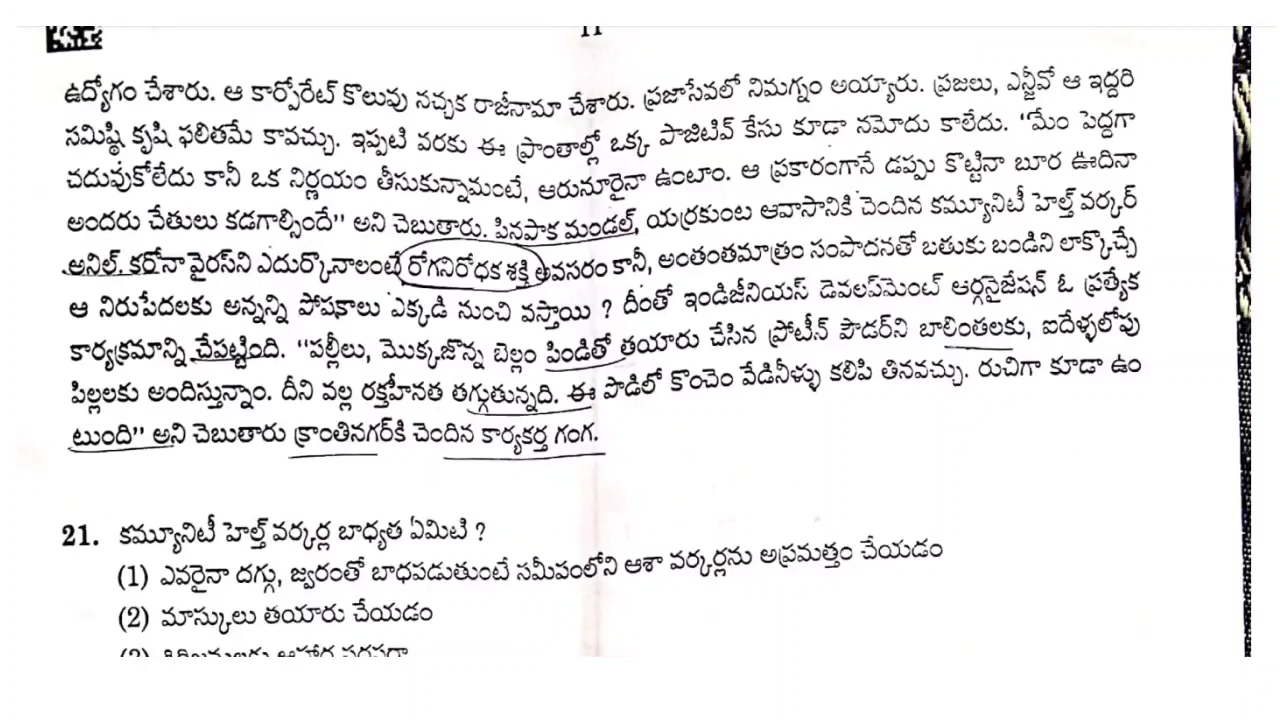 11
ఉద్యోగం చేశారు. ఆ కార్పోరేట్ కొలువు నచ్చక రాజీనామా చేశారు. ప్రజాసేవలో నిమగ్నం అయ్యారు. ప్రజలు, ఎన్జీవో ఆ ఇద్దరి
సమిష్ఠి కృషి ఫలితమే కావచ్చు. ఇప్పటి వరకు ఈ ప్రాంతాల్లో ఒక్క పాజిటివ్ కేసు కూడా నమోదు కాలేదు. “మేం పెద్దగా
చదువుకోలేదు కానీ ఒక నిర్ణయం తీసుకున్నామంటే, ఆరునూరైనా ఉంటాం. ఆ ప్రకారంగానే డప్పు కొట్టినా బూర ఊదినా
అందరు చేతులు కడగాల్సిందే” అని చెబుతారు. పినపాక మండల్, యర్రకుంట ఆవాసానికి చెందిన కమ్యూనిటీ హెల్త్ వర్కర్
అనిల్. కరోనా వైరస్‌ని ఎదుర్కొనాలంటే రోగనిరోధక శక్తి అవసరం కానీ, అంతంతమాత్రం సంపాదనతో బతుకు బండిని లాక్కొచ్చే
ఆ నిరుపేదలకు అన్నన్ని పోషకాలు ఎక్కడి నుంచి వస్తాయి ? దీంతో ఇండిజీనియస్ డెవలప్‌మెంట్ ఆర్గనైజేషన్ ఓ ప్రత్యేక
కార్యక్రమాన్ని చేపట్టింది. “పల్లీలు, మొక్కజొన్న బెల్లం పిండితో తయారు చేసిన ప్రోటీన్ పౌడర్‌ని బాలింతలకు, ఐదేళ్ళలోపు
పిల్లలకు అందిస్తున్నాం. దీని వల్ల రక్తహీనత తగ్గుతున్నది. ఈ పొడిలో కొంచెం వేడినీళ్ళు కలిపి తినవచ్చు. రుచిగా కూడా ఉం
టుంది” అని చెబుతారు క్రాంతినగర్‌కి చెందిన కార్యకర్త గంగ.
21. కమ్యూనిటీ హెల్త్ వర్కర్ల బాధ్యత ఏమిటి ?
(1) ఎవరైనా దగ్గు, జ్వరంతో బాధపడుతుంటే సమీపంలోని ఆశా వర్కర్లను అప్రమత్తం చేయడం
(2) మాస్కులు తయారు చేయడం